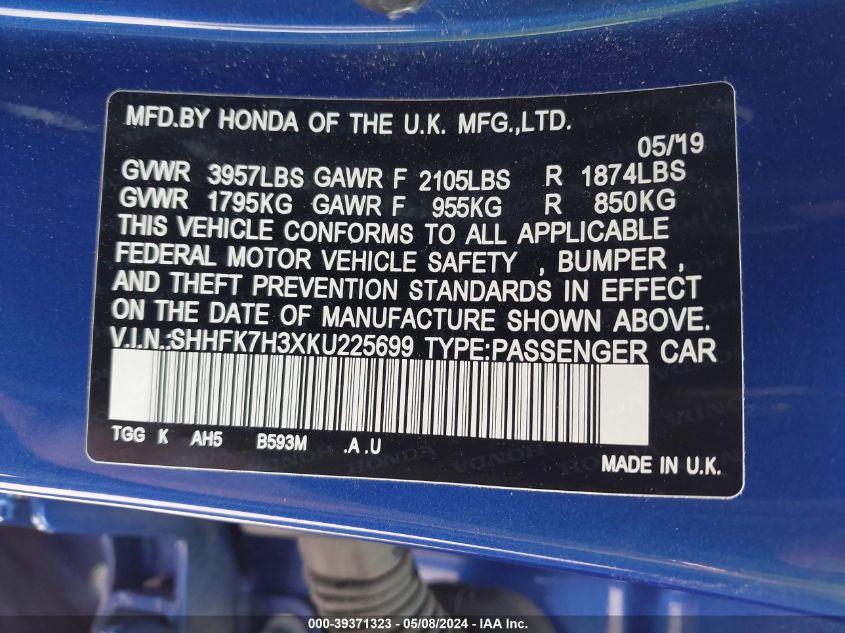 MFD.BY HONDA OF THE U.K. MFG.,LTD.
05/'19
GVWR 3957LBS GAWR F 2105LBS R 1874LBS
GVWR 1795KG GAWR F 955KG R 850KG
THIS VEHICLE CONFORMS TO ALL APPLICABLE
FEDERAL MOTOR VEHICLE SAFETY , BUMPER ,
AND THEFT PREVENTION STANDARDS IN EFFECT
ON THE DATE OF MANUFACTURE SHOWN ABOVE.
V.I.N.:SHHFK7H3XKU225699 TYPE:PASSENGER CAR
TGG K AH5 B593M .A .U
MADE IN U.K.
000-39371323 - 05/08/2024 - IAA Inc.